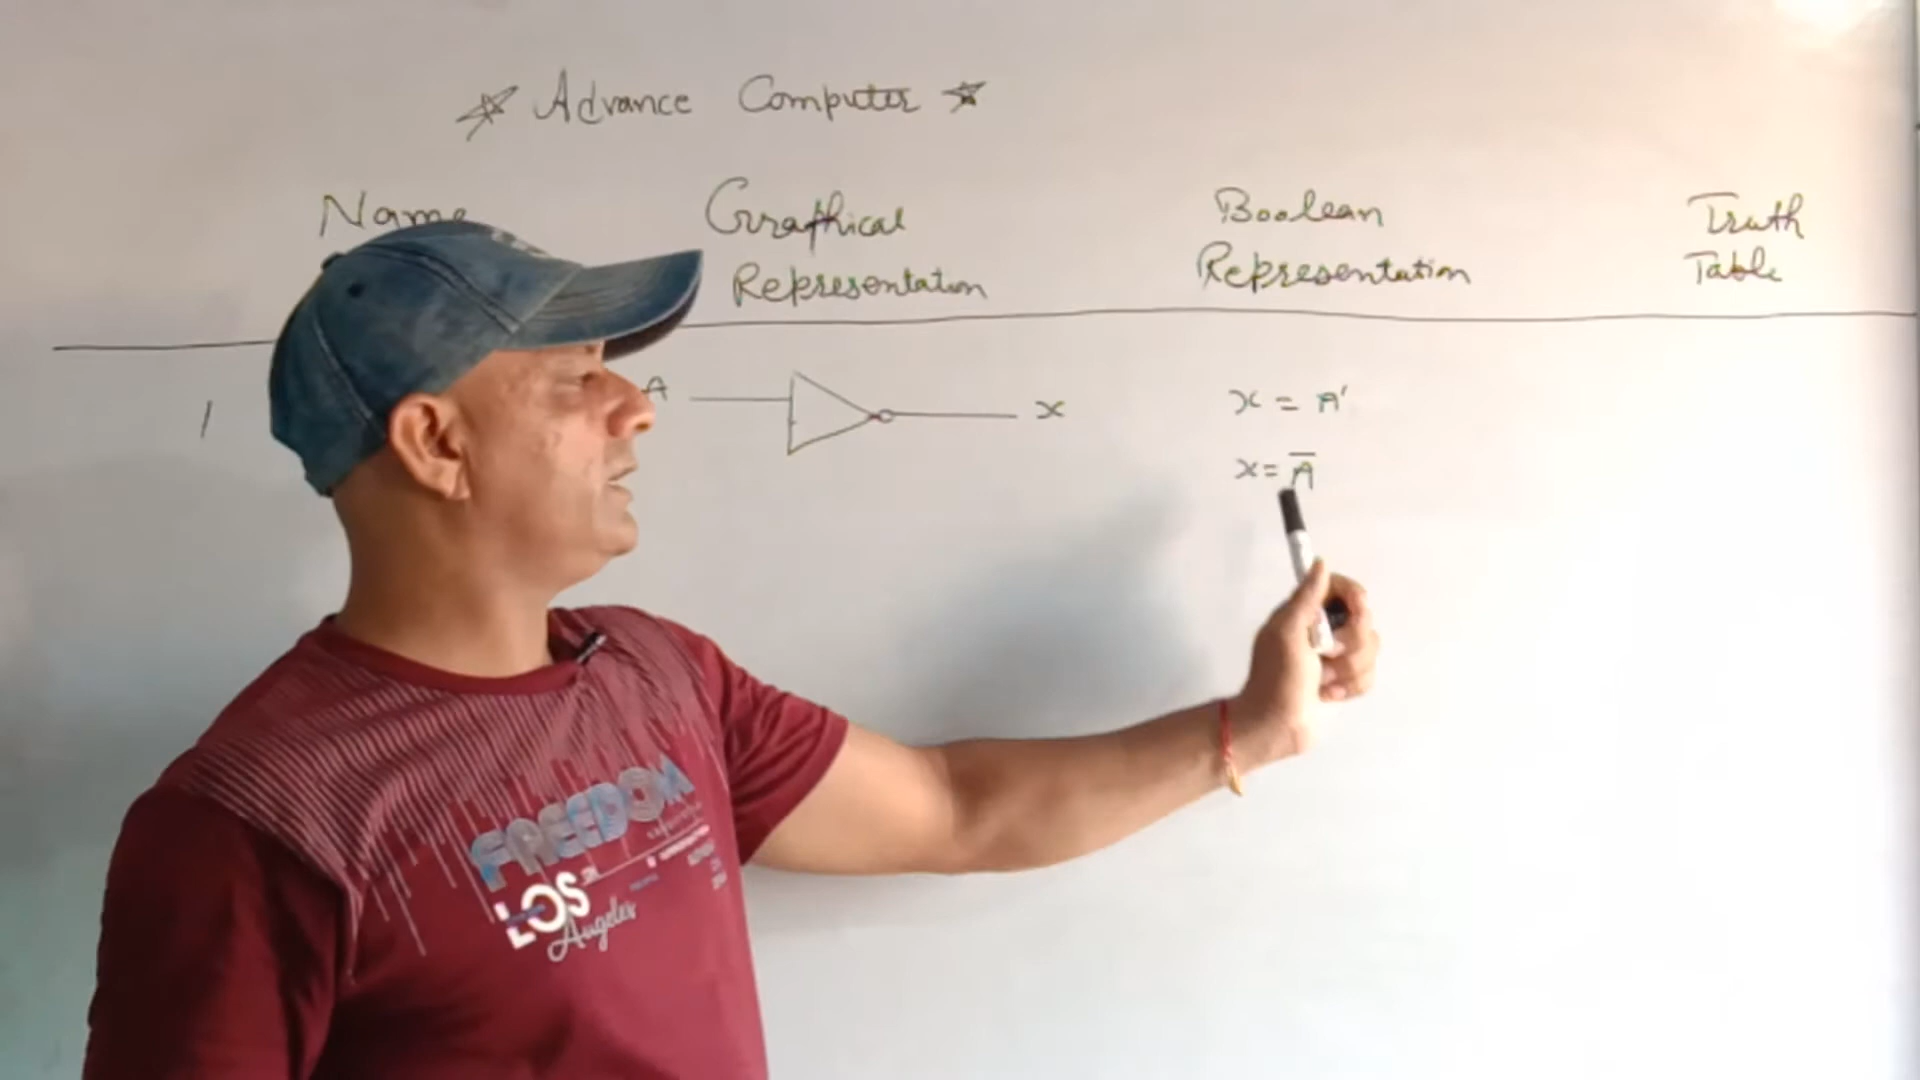 Advance Computer
Name
Graphical
Representation
Boolean
Representation
Truth
Table
1
A
x
x = A'
x = A̅
FREEDOM
LOS
Angeles